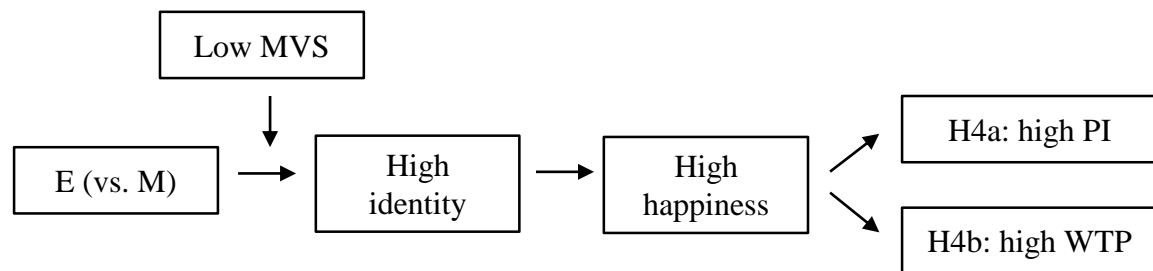 Low MVS
E (vs. M)
High
identity
High
happiness
H4a: high PI
H4b: high WTP